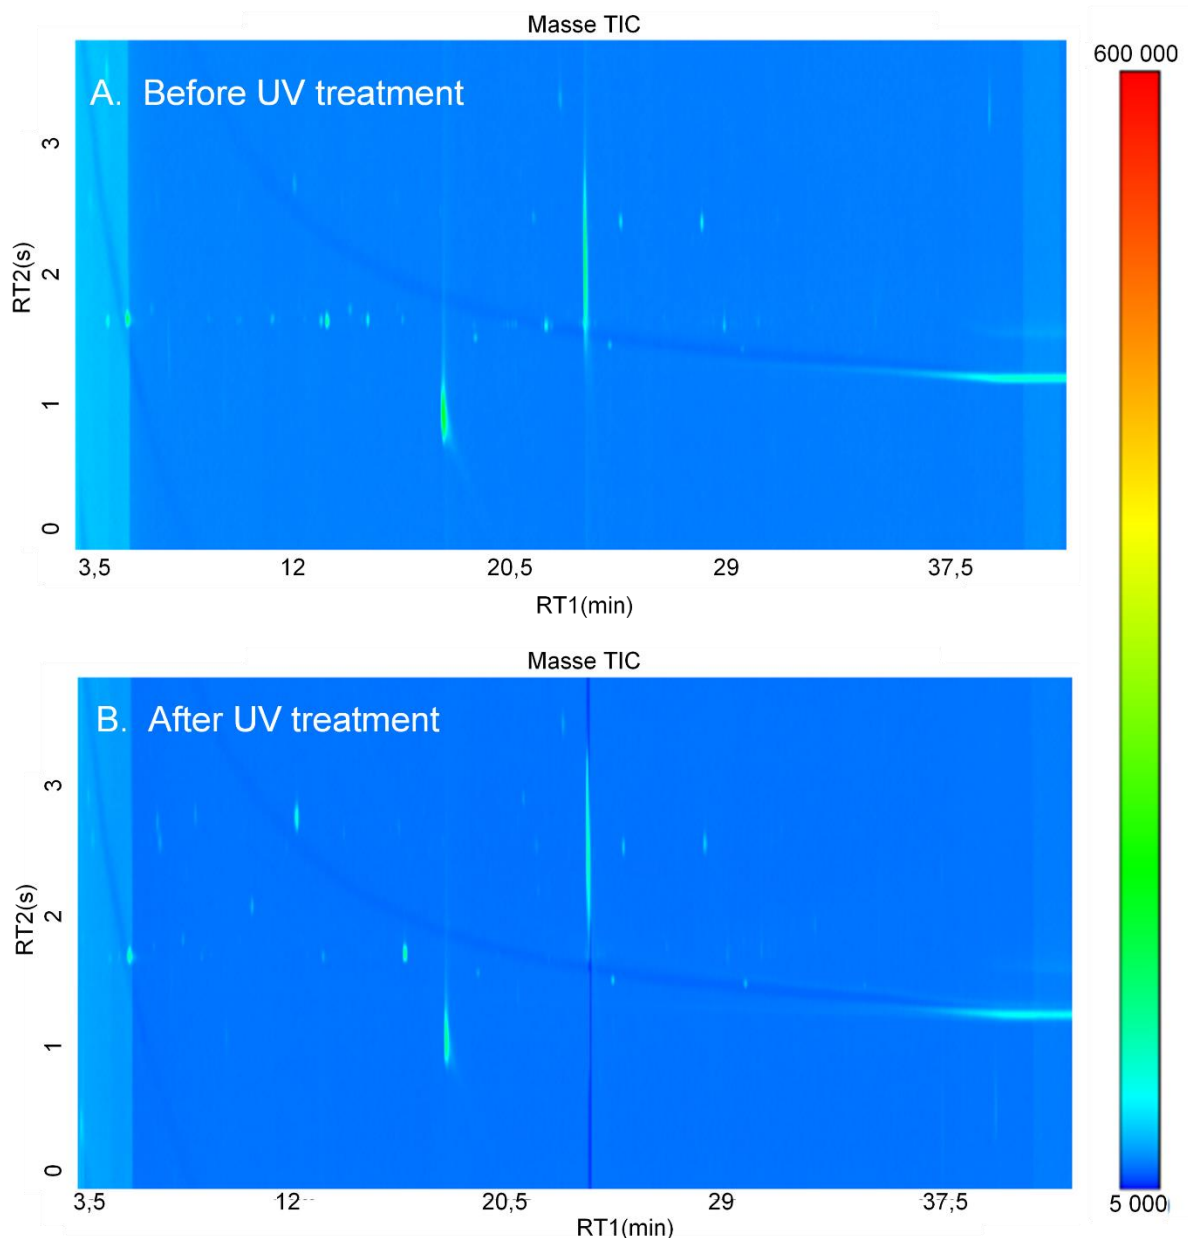 Masse TIC
600 000
A. Before UV treatment
3
2
1
0
RT2(s)
3,5 12 20,5 29 37,5
RT1(min)
Masse TIC
B. After UV treatment
3
2
1
0
RT2(s)
5 000
3,5 12 20,5 29 37,5
RT1(min)